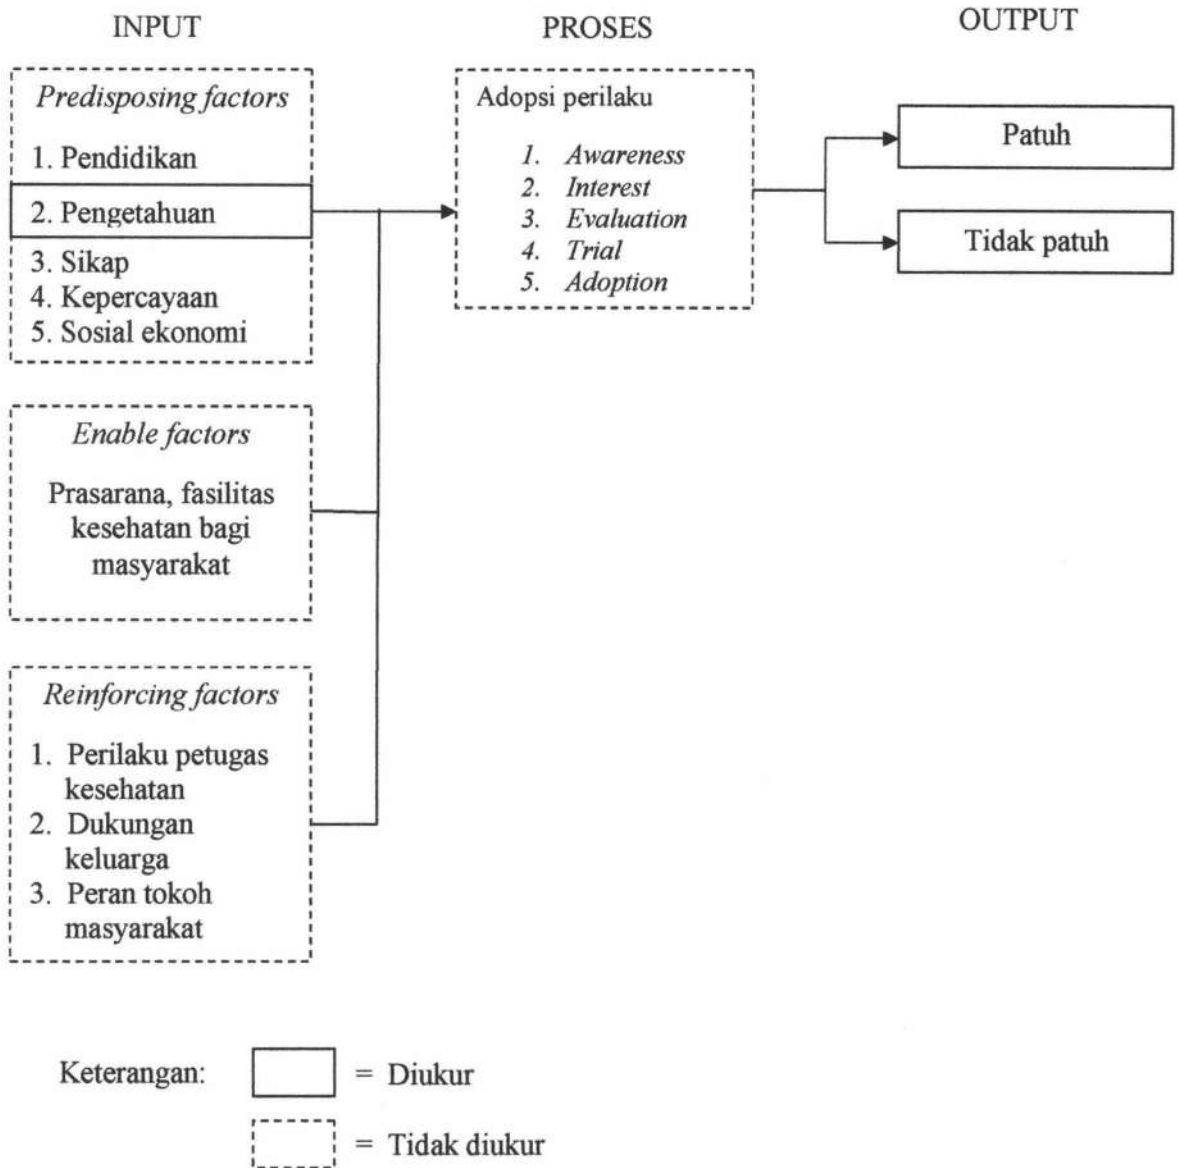 INPUT
PROSES
OUTPUT
Predisposing factors
1. Pendidikan
2. Pengetahuan
3. Sikap
4. Kepercayaan
5. Sosial ekonomi
Enable factors
Prasarana, fasilitas
kesehatan bagi
masyarakat
Reinforcing factors
1. Perilaku petugas
kesehatan
2. Dukungan
keluarga
3. Peran tokoh
masyarakat
Adopsi perilaku
1. Awareness
2. Interest
3. Evaluation
4. Trial
5. Adoption
Patuh
Tidak patuh
Keterangan:
= Diukur
= Tidak diukur